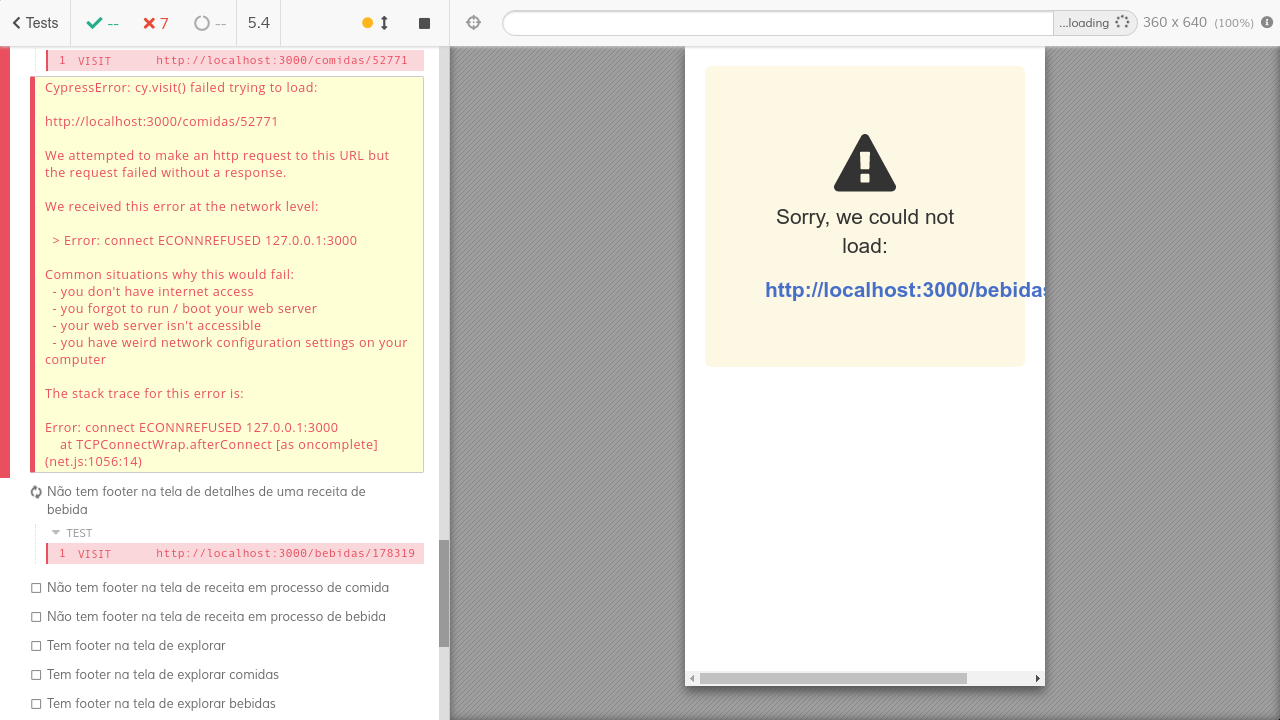 Tests
--
7
--
5.4
...loading
360 x 640 (100%)
1 VISIT http://localhost:3000/comidas/52771
CypressError: cy.visit() failed trying to load:
http://localhost:3000/comidas/52771
We attempted to make an http request to this URL but
the request failed without a response.
We received this error at the network level:
> Error: connect ECONNREFUSED 127.0.0.1:3000
Common situations why this would fail:
- you don't have internet access
- you forgot to run / boot your web server
- your web server isn't accessible
- you have weird network configuration settings on your
computer
The stack trace for this error is:
Error: connect ECONNREFUSED 127.0.0.1:3000
at TCPConnectWrap.afterConnect [as oncomplete]
(net.js:1056:14)
Não tem footer na tela de detalhes de uma receita de
bebida
TEST
1 VISIT http://localhost:3000/bebidas/178319
Não tem footer na tela de receita em processo de comida
Não tem footer na tela de receita em processo de bebida
Tem footer na tela de explorar
Tem footer na tela de explorar comidas
Tem footer na tela de explorar bebidas
Sorry, we could not
load:
http://localhost:3000/bebidas